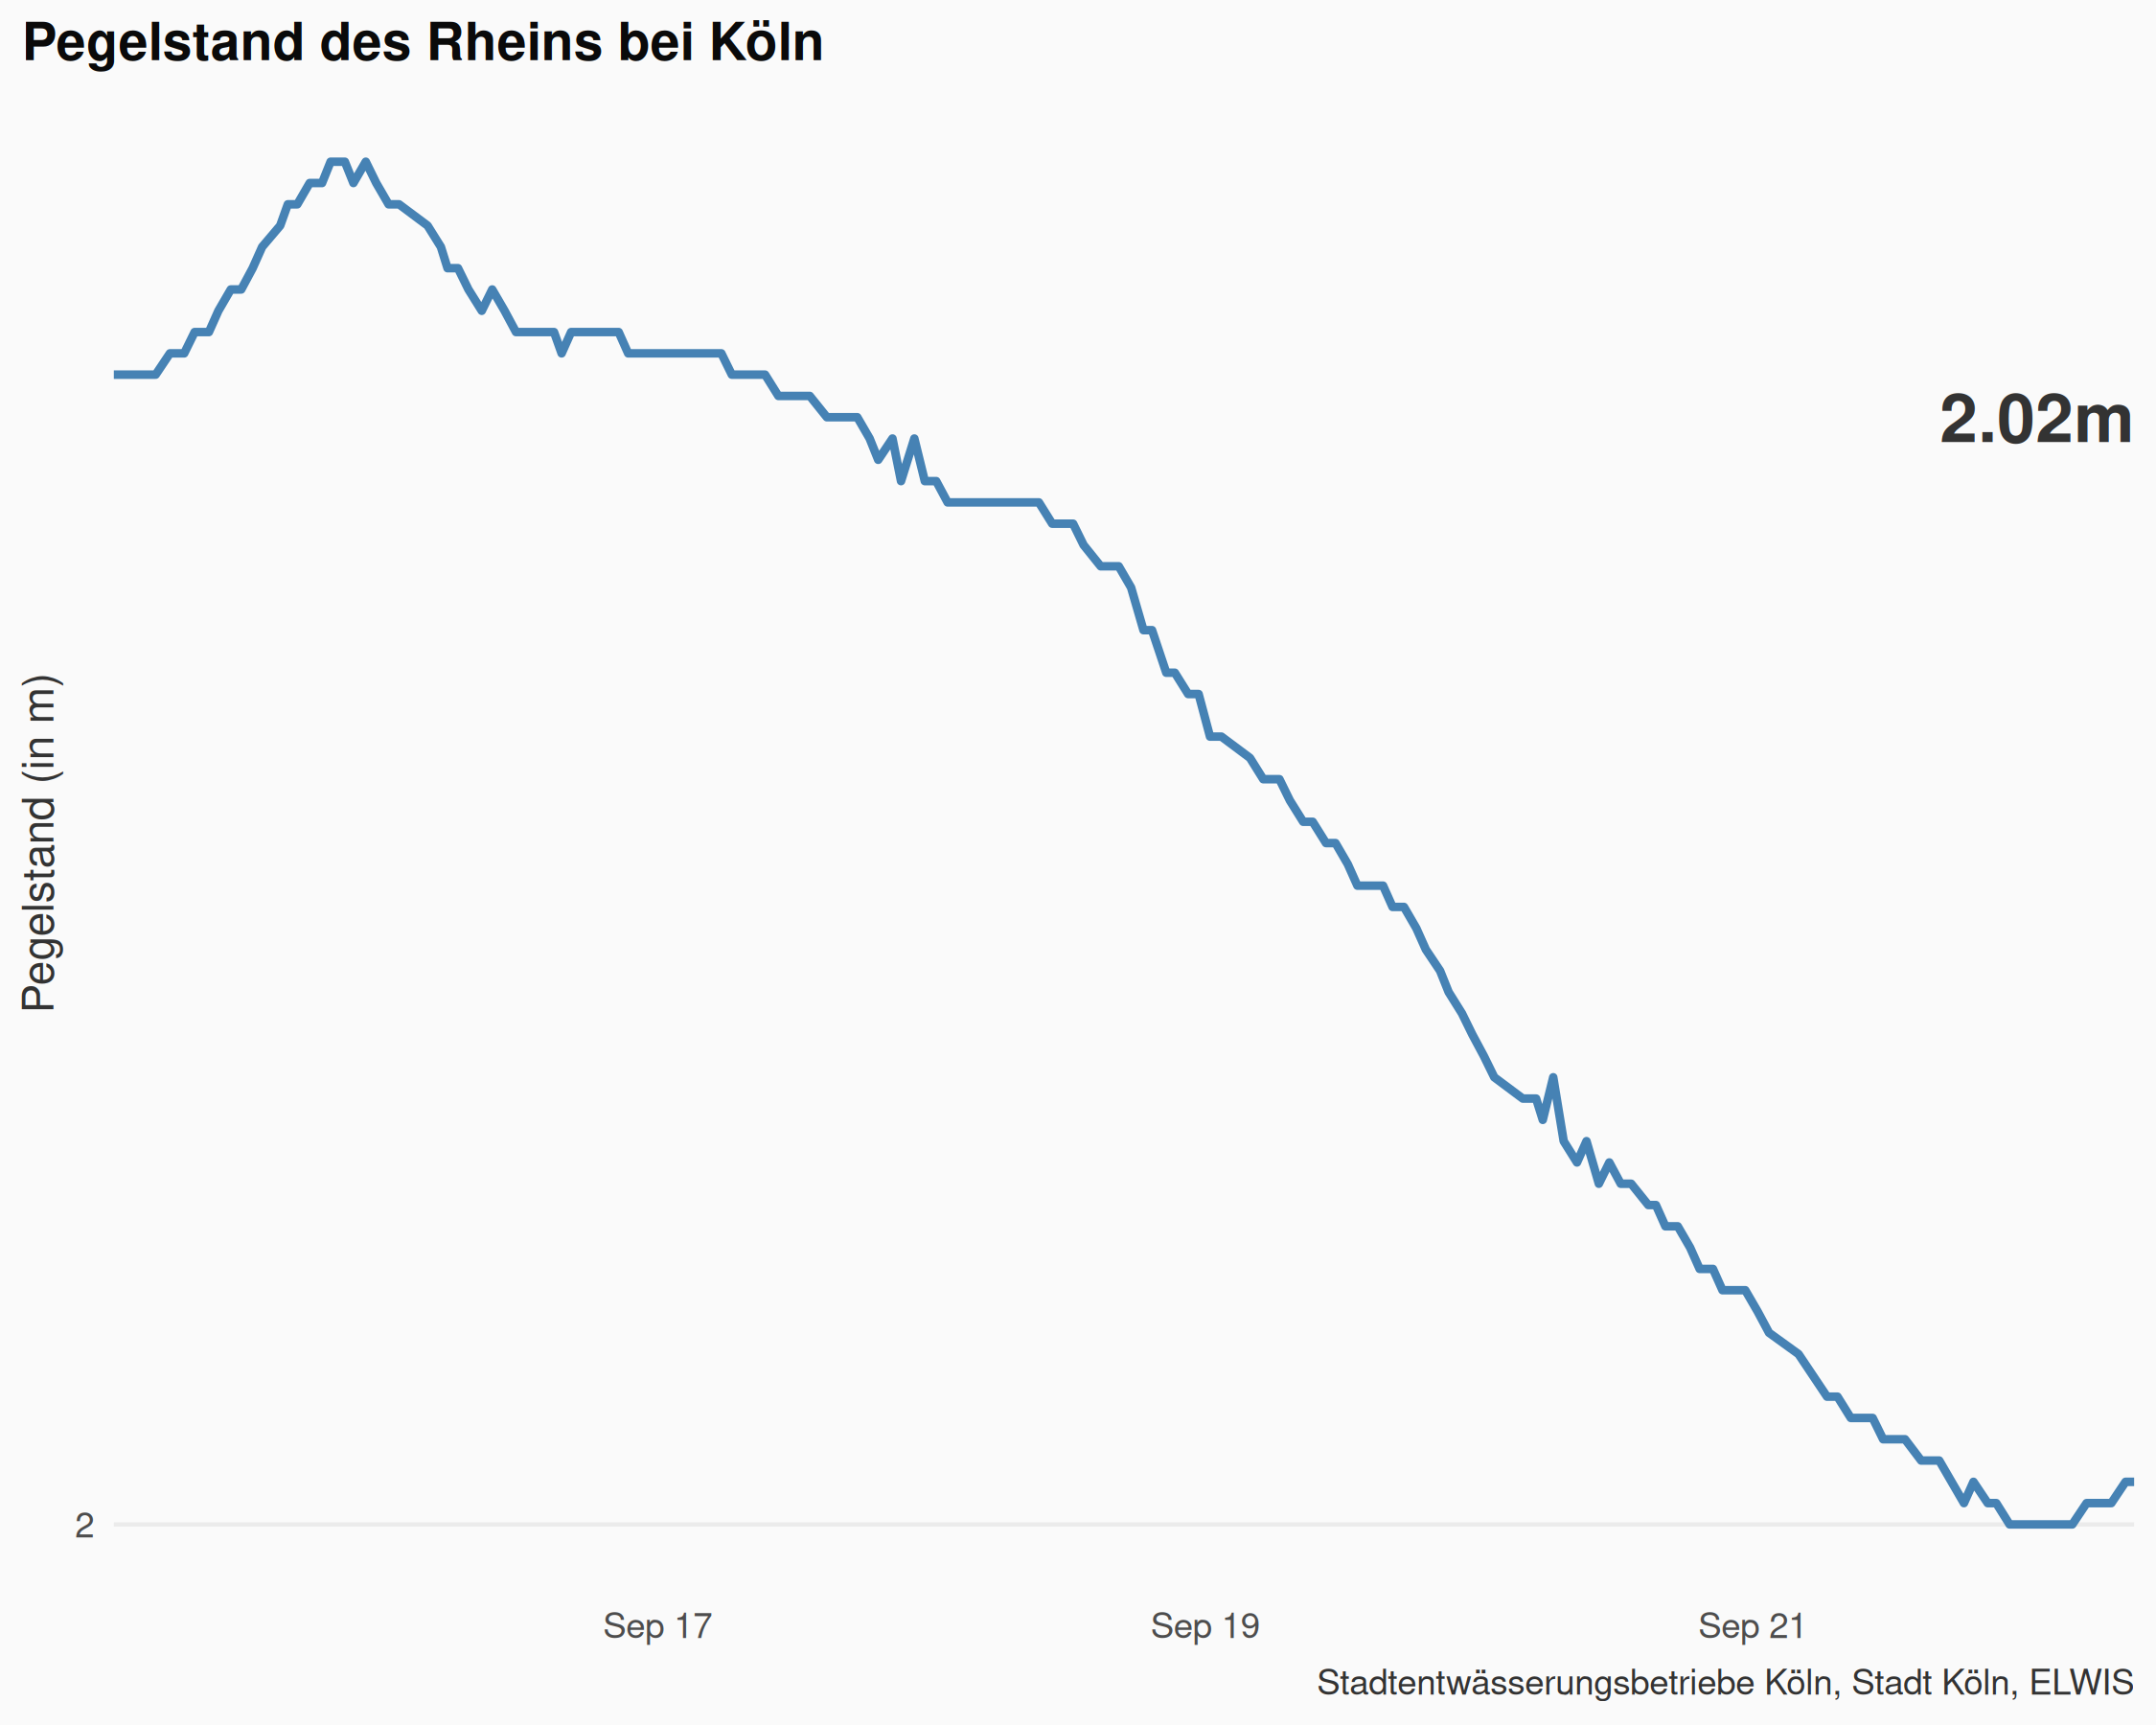 Pegelstand des Rheins bei Köln
2.02m
Pegelstand (in m)
2
Sep 17
Sep 19
Sep 21
Stadtentwässerungsbetriebe Köln, Stadt Köln, ELWIS